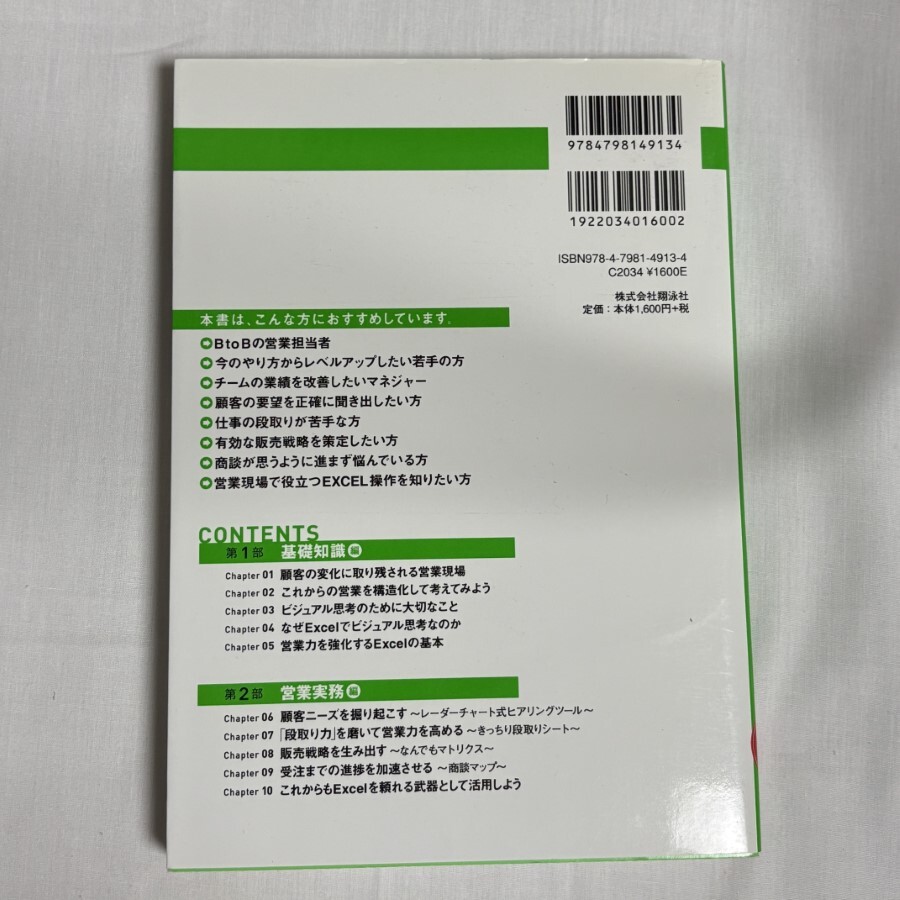 9784798149134
1922034016002
ISBN978-4-7981-4913-4
C2034 ¥1600E
株式会社翔泳社
定価：本体1,600円+税
本書は、こんな方におすすめしています。
BtoBの営業担当者
今のやり方からレベルアップしたい若手の方
チームの業績を改善したいマネジャー
顧客の要望を正確に聞き出したい方
仕事の段取りが苦手な方
有効な販売戦略を策定したい方
商談が思うように進まず悩んでいる方
営業現場で役立つEXCEL操作を知りたい方
CONTENTS
第1部 基礎知識編
Chapter 01 顧客の変化に取り残される営業現場
Chapter 02 これからの営業を構造化して考えてみよう
Chapter 03 ビジュアル思考のために大切なこと
Chapter 04 なぜExcelでビジュアル思考なのか
Chapter 05 営業力を強化するExcelの基本
第2部 営業実務編
Chapter 06 顧客ニーズを掘り起こす ～レーダーチャート式ヒアリングツール～
Chapter 07 「段取り力」を磨いて営業力を高める ～きっちり段取りシート～
Chapter 08 販売戦略を生み出す ～なんでもマトリクス～
Chapter 09 受注までの進捗を加速させる ～商談マップ～
Chapter 10 これからもExcelを頼れる武器として活用しよう